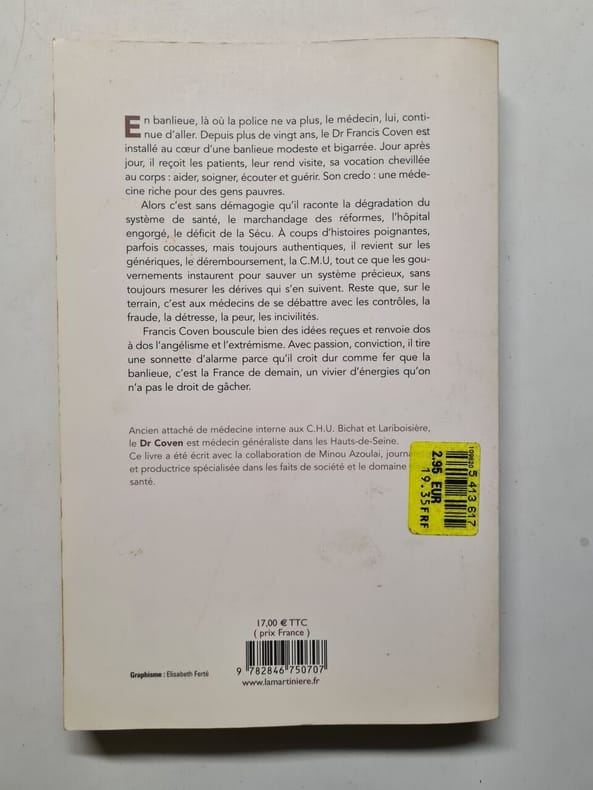 En banlieue, là où la police ne va plus, le médecin, lui, conti-
nue d'aller. Depuis plus de vingt ans, le Dr Francis Coven est
installé au cœur d'une banlieue modeste et bigarrée. Jour après
jour, il reçoit les patients, leur rend visite, sa vocation chevillée
au corps : aider, soigner, écouter et guérir. Son credo : une méde-
cine riche pour des gens pauvres.
Alors c'est sans démagogie qu'il raconte la dégradation du
système de santé, le marchandage des réformes, l'hôpital
engorgé, le déficit de la Sécu. À coups d'histoires poignantes,
parfois cocasses, mais toujours authentiques, il revient sur les
génériques, le déremboursement, la C.M.U, tout ce que les gou-
vernements instaurent pour sauver un système précieux, sans
toujours mesurer les dérives qui s'en suivent. Reste que, sur le
terrain, c'est aux médecins de se débattre avec les contrôles, la
fraude, la détresse, la peur, les incivilités.
Francis Coven bouscule bien des idées reçues et renvoie dos
à dos l'angélisme et l'extrémisme. Avec passion, conviction, il tire
une sonnette d'alarme parce qu'il croit dur comme fer que la
banlieue, c'est la France de demain, un vivier d'énergies qu'on
n'a pas le droit de gâcher.
Ancien attaché de médecine interne aux C.H.U. Bichat et Lariboisière,
le Dr Coven est médecin généraliste dans les Hauts-de-Seine.
Ce livre a été écrit avec la collaboration de Minou Azoulai, journa
et productrice spécialisée dans les faits de société et le domaine
santé.
109820
5 413 617
2.95 EUR
19.35FRF
17,00 € TTC
( prix France )
9 782846 750707
www.lamartiniere.fr
Graphisme : Elisabeth Ferté